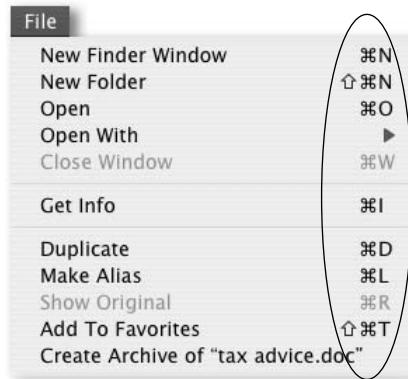 File
New Finder Window ⌘N
New Folder ⇧⌘N
Open ⌘O
Open With ▶
Close Window ⌘W
Get Info ⌘I
Duplicate ⌘D
Make Alias ⌘L
Show Original ⌘R
Add To Favorites ⇧⌘T
Create Archive of “tax advice.doc”